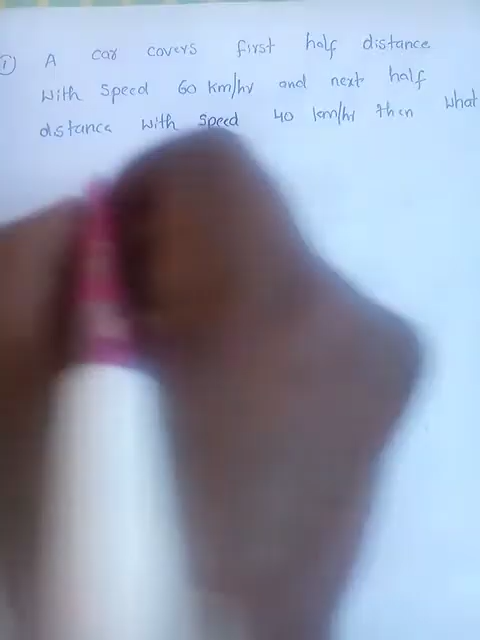 ① A car covers first half distance
with speed 60 km/hr and next half
distance with speed 40 km/hr then what